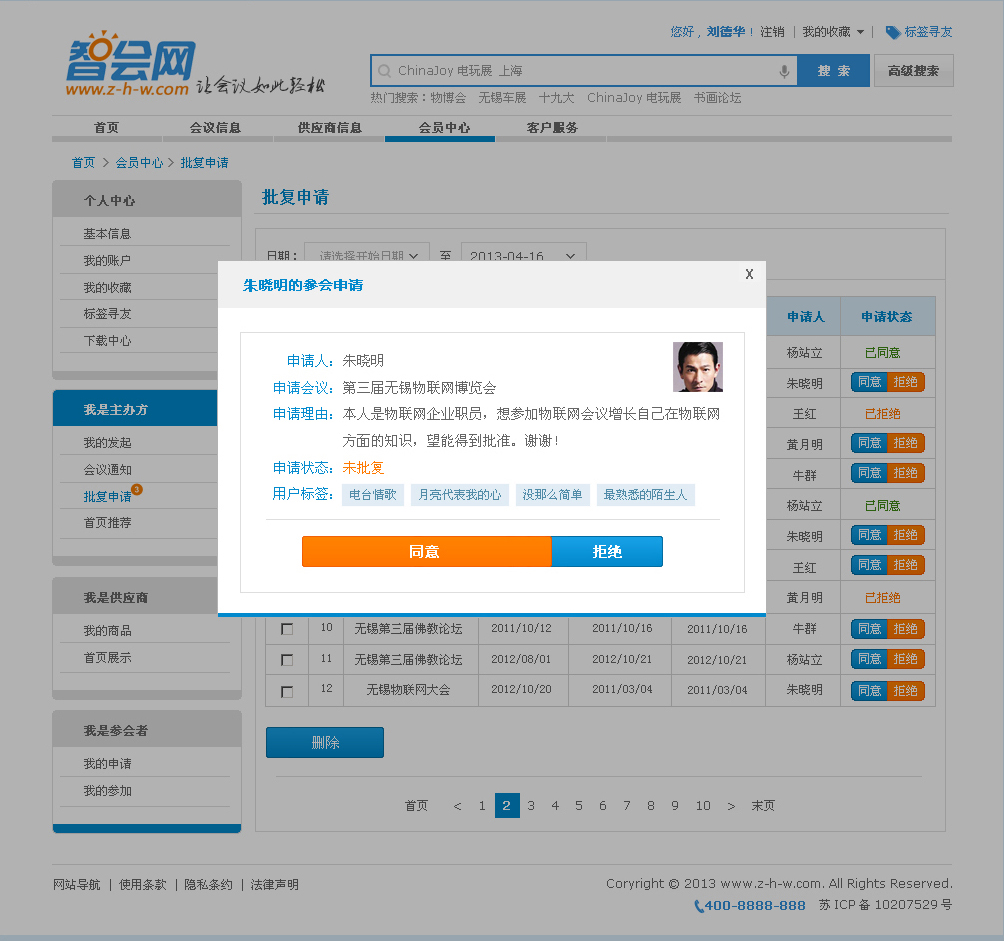 您好， 刘德华 ！ 注销 | 我的收藏 | 标签寻友
智会网
www.z-h-w.com 让会议如此轻松
ChinaJoy 电玩展 上海 搜 索 高级搜索
热门搜索：物博会 无锡车展 十九大 ChinaJoy 电玩展 书画论坛
首页 会议信息 供应商信息 会员中心 客户服务
首页 > 会员中心 > 批复申请
个人中心
基本信息
我的账户
我的收藏
标签寻友
下载中心
我是主办方
我的发起
会议通知
批复申请 3
首页推荐
我是供应商
我的商品
首页展示
我是参会者
我的申请
我的参加
批复申请
日期： 请选择开始日期 至 2013-04-16
朱晓明的参会申请 X
申请人： 朱晓明
申请会议： 第三届无锡物联网博览会
申请理由： 本人是物联网企业职员，想参加物联网会议增长自己在物联网
方面的知识，望能得到批准。谢谢！
申请状态： 未批复
用户标签： 电台情歌 月亮代表我的心 没那么简单 最熟悉的陌生人
同意 拒绝
申请人 申请状态
杨站立 已同意
朱晓明 同意 拒绝
王红 已拒绝
黄月明 同意 拒绝
牛群 同意 拒绝
杨站立 已同意
朱晓明 同意 拒绝
王红 同意 拒绝
黄月明 已拒绝
10 无锡第三届佛教论坛 2011/10/12 2011/10/16 2011/10/16 牛群 同意 拒绝
11 无锡第三届佛教论坛 2012/08/01 2012/10/21 2012/10/21 杨站立 同意 拒绝
12 无锡物联网大会 2012/10/20 2011/03/04 2011/03/04 朱晓明 同意 拒绝
删除
首页 < 1 2 3 4 5 6 7 8 9 10 > 末页
网站导航 | 使用条款 | 隐私条约 | 法律声明
Coryright © 2013 www.z-h-w.com. All Rights Reserved.
400-8888-888 苏 ICP 备 10207529 号